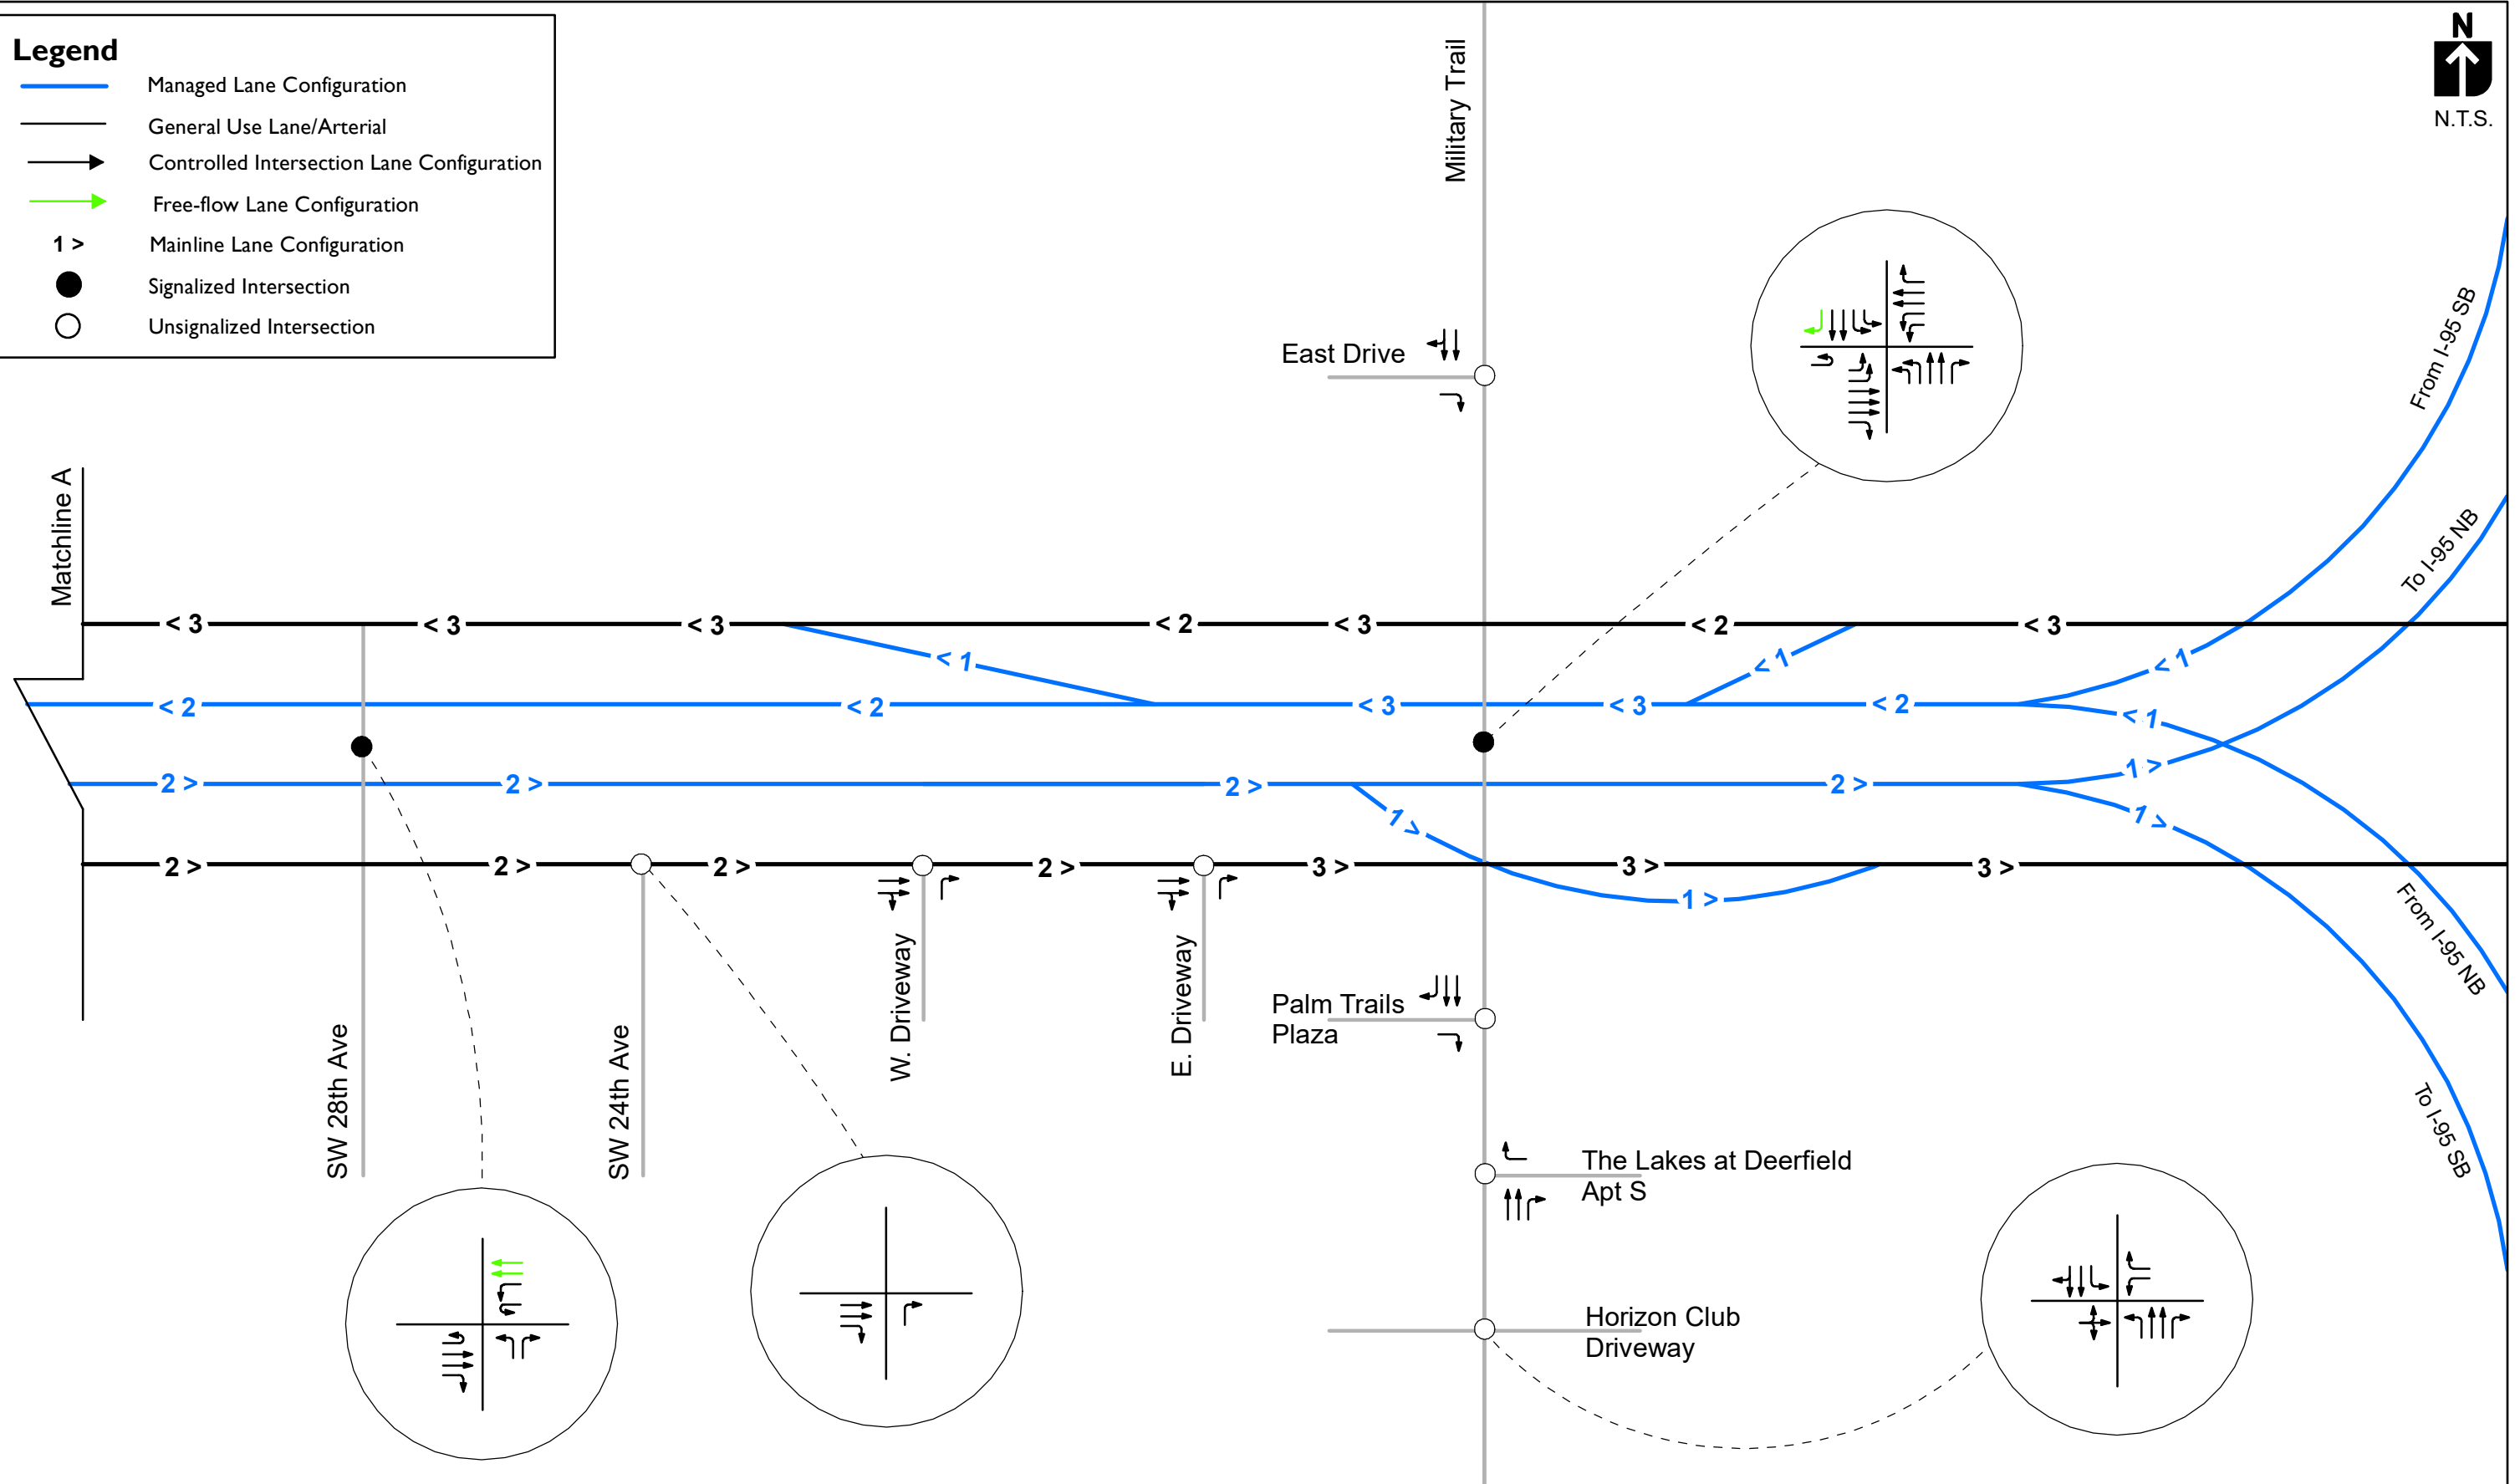 Legend
Managed Lane Configuration
General Use Lane/Arterial
Controlled Intersection Lane Configuration
Free-flow Lane Configuration
1 > Mainline Lane Configuration
Signalized Intersection
Unsignalized Intersection
N
N.T.S.
Military Trail
East Drive
From I-95 SB
To I-95 NB
Matchline A
< 3 < 3 < 3 < 2 < 3 < 2 < 3
< 1 < 1 < 1
< 2 < 2 < 3 < 3 < 2 < 1
2 > 2 > 2 > 2 > 1 >
1 > 1 >
2 > 2 > 2 > 2 > 3 > 3 > 3 >
1 >
From I-95 NB
To I-95 SB
SW 28th Ave
SW 24th Ave
W. Driveway
E. Driveway
Palm Trails
Plaza
The Lakes at Deerfield
Apt S
Horizon Club
Driveway